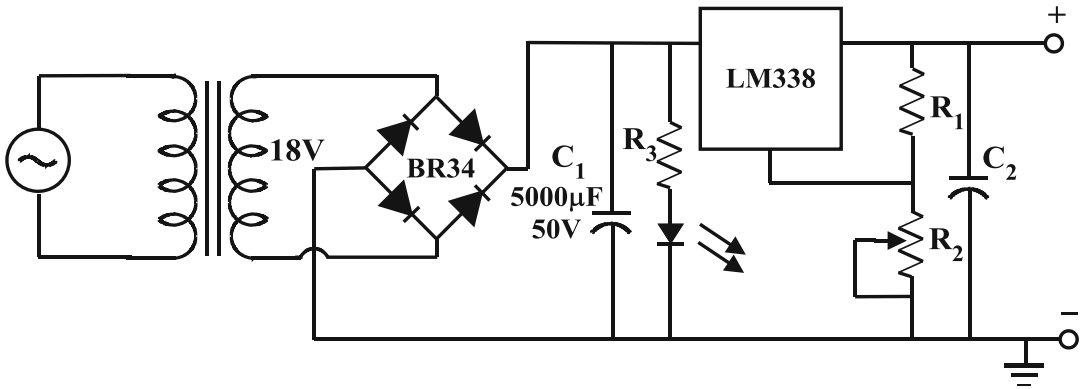 +
LM338
R1
18V
BR34
R3
C1
5000μF
50V
C2
R2
−